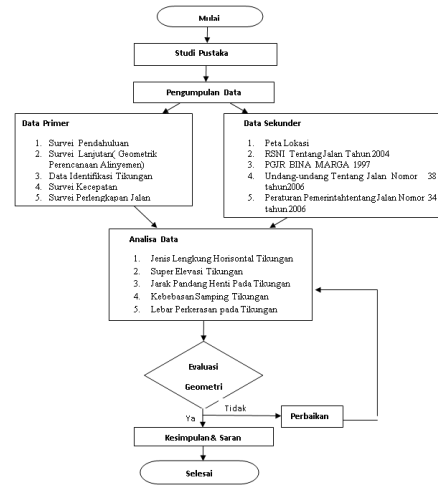 Mulai
Studi Pustaka
Pengumpulan Data
Data Primer
1. Survei Pendahuluan
2. Survei Lanjutan( Geometrik
Perencanaan Alinyemen)
3. Data Identifikasi Tikungan
4. Survei Kecepatan
5. Survei Perlengkapan Jalan
Data Sekunder
1. Peta Lokasi
2. RSNI Tentang Jalan Tahun 2004
3. PGJR BINA MARGA 1997
4. Undang-undang Tentang Jalan Nomor 38
tahun2006
5. Peraturan Pemerintahtentang Jalan Nomor 34
tahun 2006
Analisa Data
1. Jenis Lengkung Horisontal Tikungan
2. Super Elevasi Tikungan
3. Jarak Pandang Henti Pada Tikungan
4. Kebebasan Samping Tikungan
5. Lebar Perkerasan pada Tikungan
Evaluasi
Geometri
Tidak
Ya
Perbaikan
Kesimpulan & Saran
Selesai